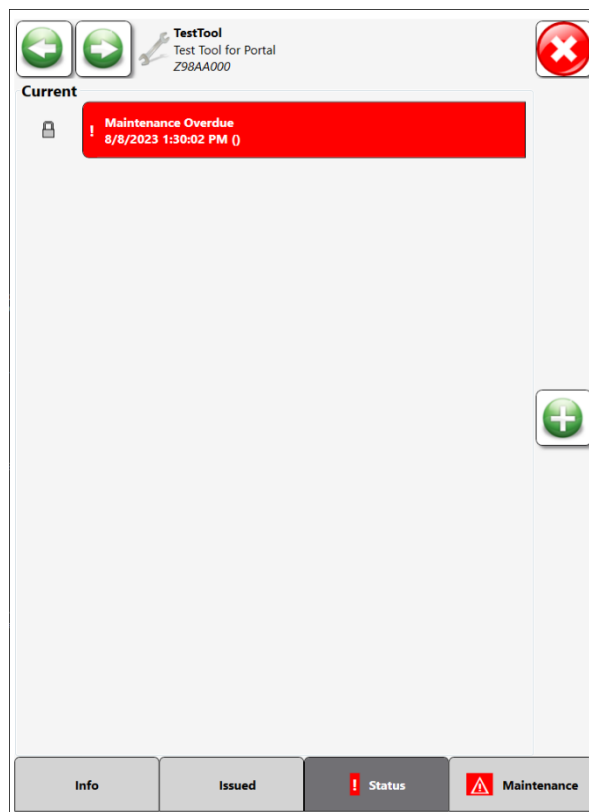 TestTool
Test Tool for Portal
Z98AA000
Current
! Maintenance Overdue
8/8/2023 1:30:02 PM ()
Info
Issued
! Status
Maintenance